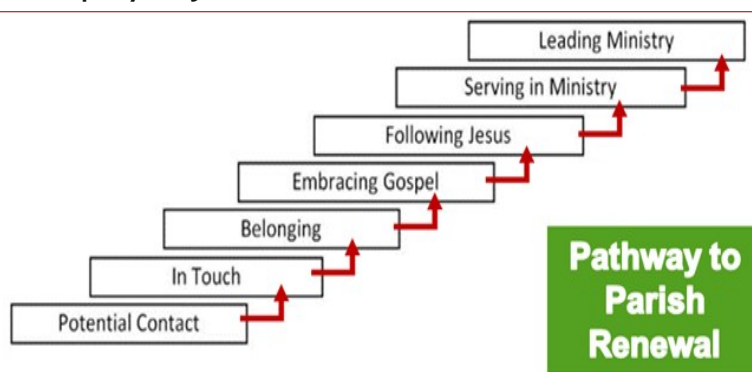 Leading Ministry
Serving in Ministry
Following Jesus
Embracing Gospel
Belonging
In Touch
Potential Contact
Pathway to
Parish
Renewal